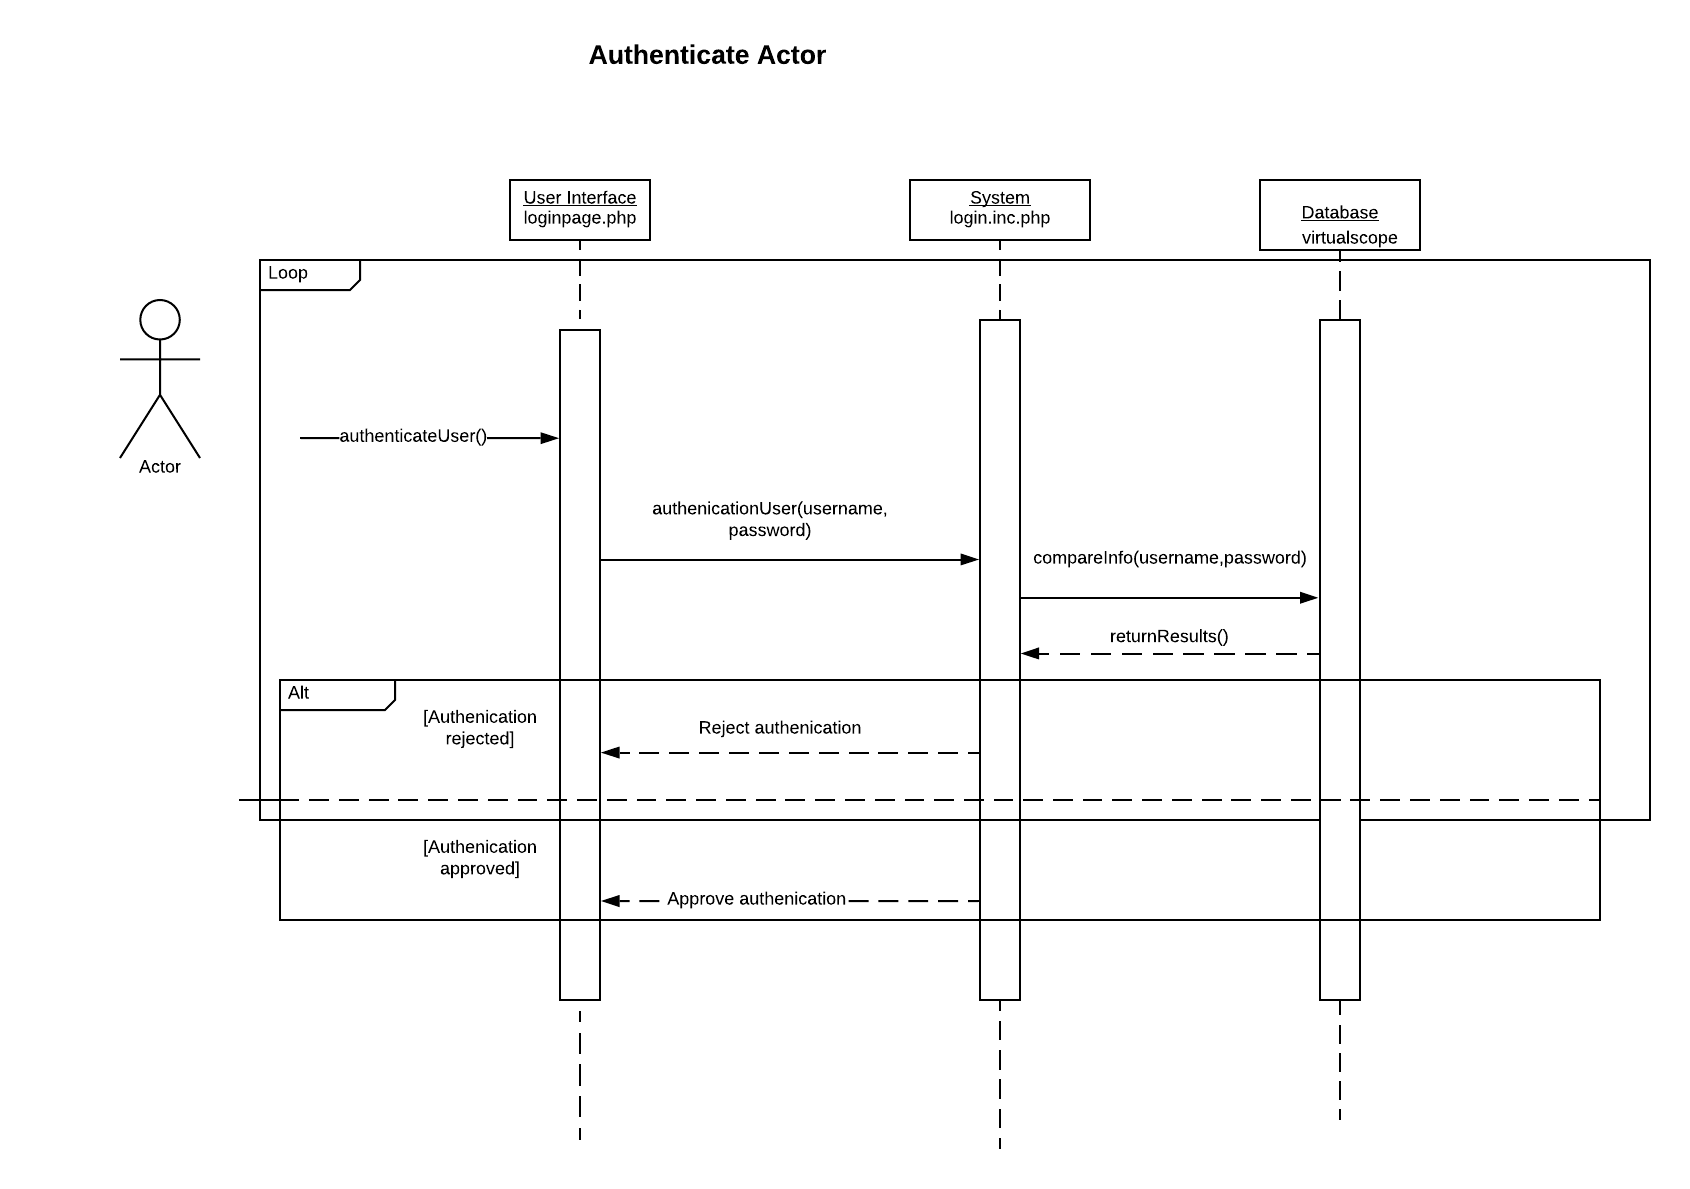 Authenticate Actor
User Interface
loginpage.php
System
login.inc.php
Database
virtualscope
Loop
Actor
authenticateUser()
authenicationUser(username,
password)
compareInfo(username,password)
returnResults()
Alt
[Authenication
rejected]
Reject authenication
[Authenication
approved]
Approve authenication